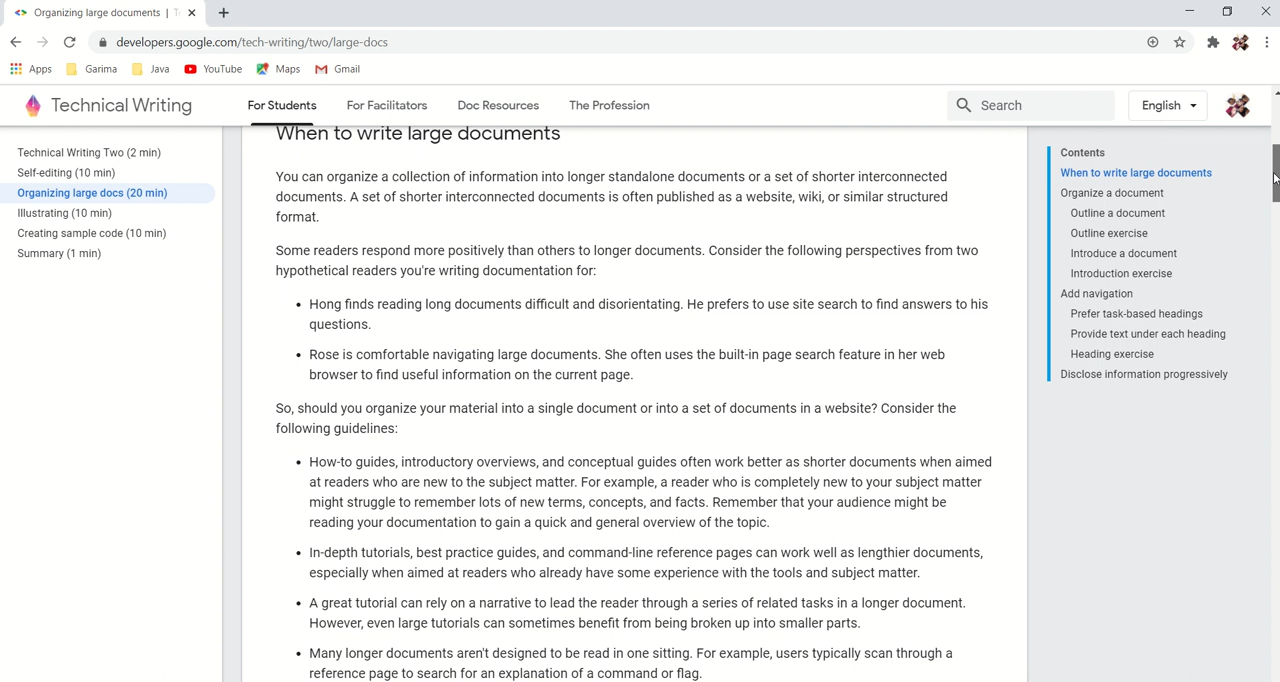 Organizing large documents | T
developers.google.com/tech-writing/two/large-docs
Apps Garima Java YouTube Maps Gmail
Technical Writing For Students For Facilitators Doc Resources The Profession Search English
Technical Writing Two (2 min)
Self-editing (10 min)
Organizing large docs (20 min)
Illustrating (10 min)
Creating sample code (10 min)
Summary (1 min)
When to write large documents
You can organize a collection of information into longer standalone documents or a set of shorter interconnected
documents. A set of shorter interconnected documents is often published as a website, wiki, or similar structured
format.
Some readers respond more positively than others to longer documents. Consider the following perspectives from two
hypothetical readers you're writing documentation for:
• Hong finds reading long documents difficult and disorientating. He prefers to use site search to find answers to his
questions.
• Rose is comfortable navigating large documents. She often uses the built-in page search feature in her web
browser to find useful information on the current page.
So, should you organize your material into a single document or into a set of documents in a website? Consider the
following guidelines:
• How-to guides, introductory overviews, and conceptual guides often work better as shorter documents when aimed
at readers who are new to the subject matter. For example, a reader who is completely new to your subject matter
might struggle to remember lots of new terms, concepts, and facts. Remember that your audience might be
reading your documentation to gain a quick and general overview of the topic.
• In-depth tutorials, best practice guides, and command-line reference pages can work well as lengthier documents,
especially when aimed at readers who already have some experience with the tools and subject matter.
• A great tutorial can rely on a narrative to lead the reader through a series of related tasks in a longer document.
However, even large tutorials can sometimes benefit from being broken up into smaller parts.
• Many longer documents aren't designed to be read in one sitting. For example, users typically scan through a
reference page to search for an explanation of a command or flag.
Contents
When to write large documents
Organize a document
Outline a document
Outline exercise
Introduce a document
Introduction exercise
Add navigation
Prefer task-based headings
Provide text under each heading
Heading exercise
Disclose information progressively